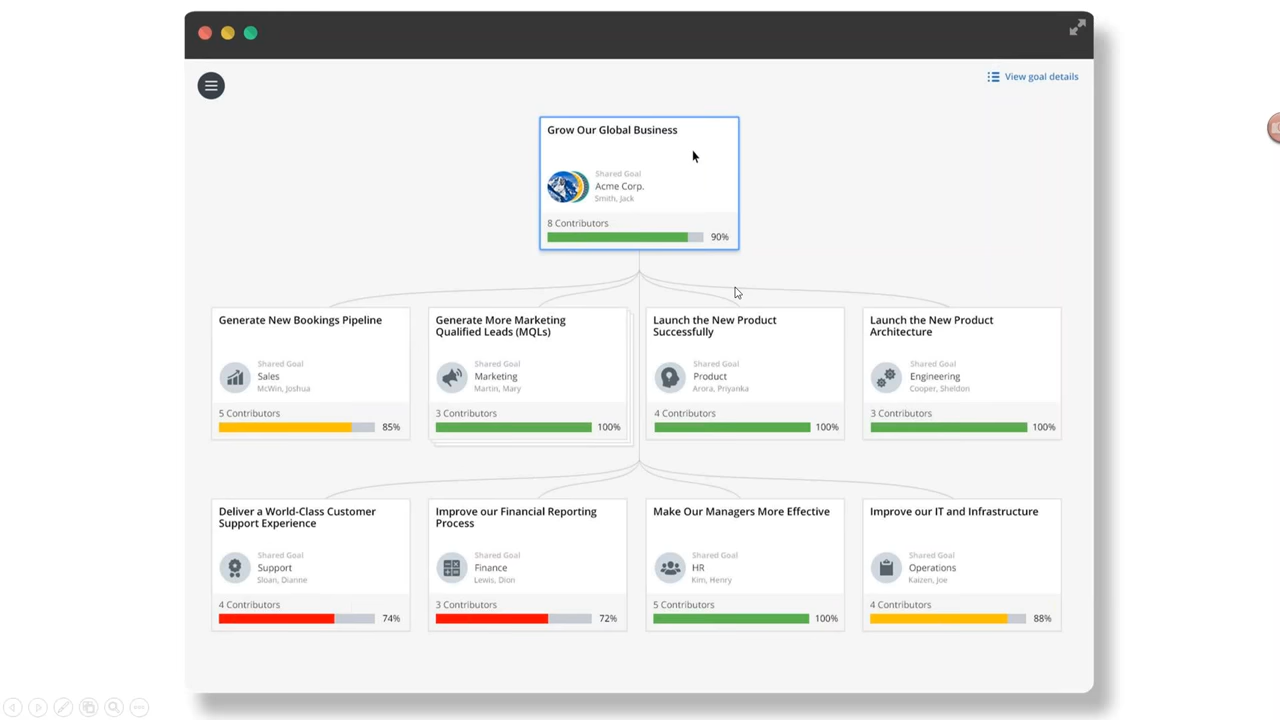 View goal details
Grow Our Global Business
Shared Goal
Acme Corp.
Smith, Jack
8 Contributors
90%
Generate New Bookings Pipeline
Shared Goal
Sales
McWin, Joshua
5 Contributors
85%
Generate More Marketing
Qualified Leads (MQLs)
Shared Goal
Marketing
Martin, Mary
3 Contributors
100%
Launch the New Product
Successfully
Shared Goal
Product
Arora, Priyanka
4 Contributors
100%
Launch the New Product
Architecture
Shared Goal
Engineering
Cooper, Sheldon
3 Contributors
100%
Deliver a World-Class Customer
Support Experience
Shared Goal
Support
Sloan, Dianne
4 Contributors
74%
Improve our Financial Reporting
Process
Shared Goal
Finance
Lewis, Dion
3 Contributors
72%
Make Our Managers More Effective
Shared Goal
HR
Kim, Henry
5 Contributors
100%
Improve our IT and Infrastructure
Shared Goal
Operations
Kaizen, Joe
4 Contributors
88%